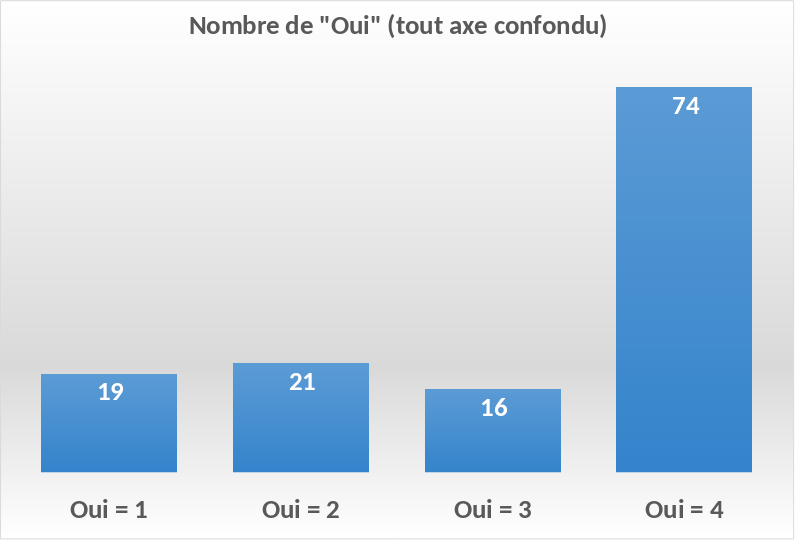 Nombre de "Oui" (tout axe confondu)
74
19
21
16
Oui = 1
Oui = 2
Oui = 3
Oui = 4